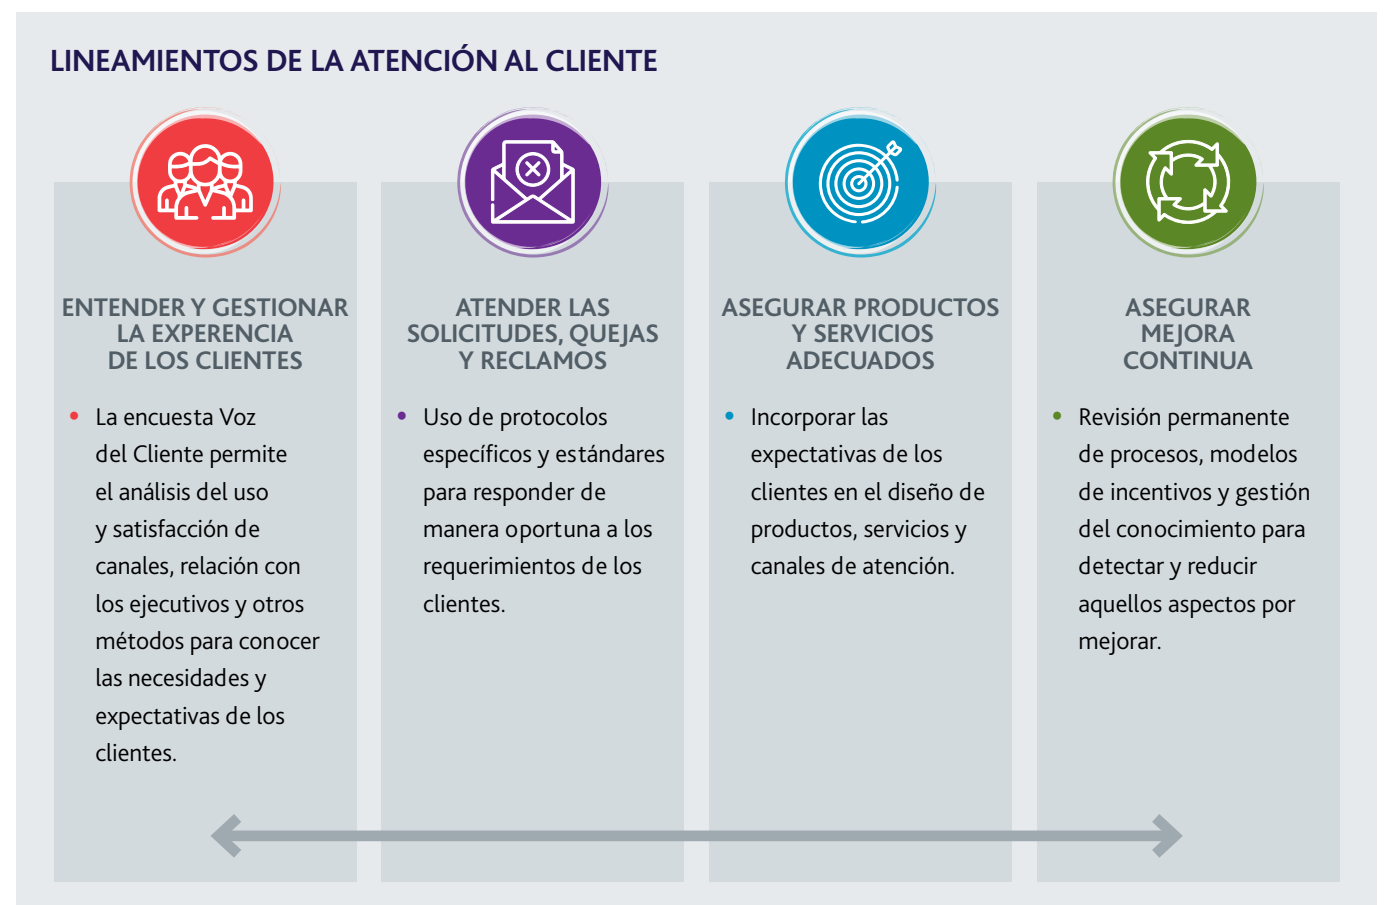 LINEAMIENTOS DE LA ATENCIÓN AL CLIENTE
ENTENDER Y GESTIONAR
LA EXPERENCIA
DE LOS CLIENTES
• La encuesta Voz
del Cliente permite
el análisis del uso
y satisfacción de
canales, relación con
los ejecutivos y otros
métodos para conocer
las necesidades y
expectativas de los
clientes.
ATENDER LAS
SOLICITUDES, QUEJAS
Y RECLAMOS
• Uso de protocolos
específicos y estándares
para responder de
manera oportuna a los
requerimientos de los
clientes.
ASEGURAR PRODUCTOS
Y SERVICIOS
ADECUADOS
• Incorporar las
expectativas de los
clientes en el diseño de
productos, servicios y
canales de atención.
ASEGURAR
MEJORA
CONTINUA
• Revisión permanente
de procesos, modelos
de incentivos y gestión
del conocimiento para
detectar y reducir
aquellos aspectos por
mejorar.